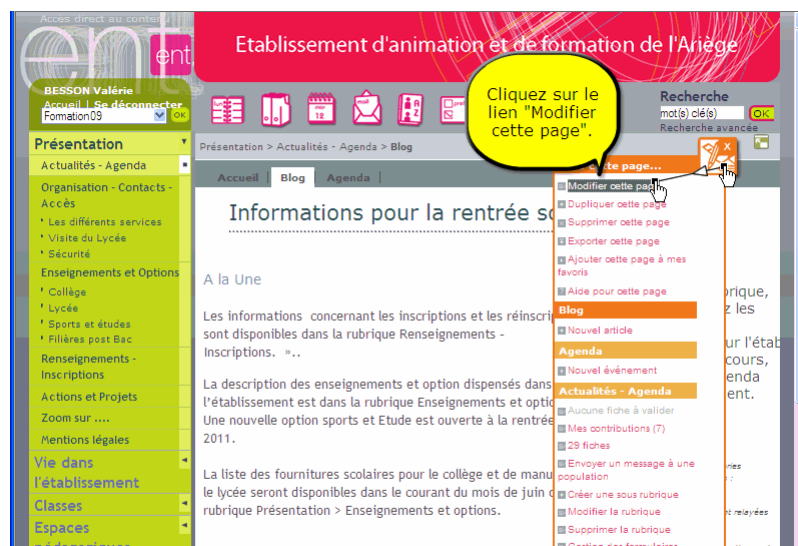 Accès direct au contenu
ent
ent
Etablissement d'animation et de formation de l'Ariège
BESSON Valérie
Accueil | Se déconnecter
Formation09
OK
Cliquez sur le
lien "Modifier
cette page".
Recherche
mot(s) clé(s)
OK
Recherche avancée
Présentation
Actualités - Agenda
Organisation - Contacts -
Accès
Les différents services
Visite du Lycée
Sécurité
Enseignements et Options
Collège
Lycée
Sports et études
Filières post Bac
Renseignements -
Inscriptions
Actions et Projets
Zoom sur ....
Mentions légales
Vie dans
l'établissement
Classes
Espaces
pédagogiques
Présentation > Actualités - Agenda > Blog
Accueil | Blog | Agenda |
Informations pour la rentrée
A la Une
Les informations concernant les inscriptions et les
sont disponibles dans la rubrique Renseignements -
Inscriptions. »..
La description des enseignements et option dispensés dans
l'établissement est dans la rubrique Enseignements et
Une nouvelle option sports et Etude est ouverte à la rentrée
2011.
La liste des fournitures scolaires pour le collège et de
le lycée seront disponibles dans le courant du mois de juin
rubrique Présentation > Enseignements et options.
cette page...
X
Modifier cette page
Dupliquer cette page
Supprimer cette page
Exporter cette page
Ajouter cette page à mes
favoris
Aide pour cette page
Blog
Nouvel article
Agenda
Nouvel événement
Actualités - Agenda
Aucune fiche à valider
Mes contributions (7)
29 fiches
Envoyer un message à une
population
Créer une sous rubrique
Modifier la rubrique
Supprimer la rubrique
Gestion des formulaires
les
ur l'étab
cours,
relayées